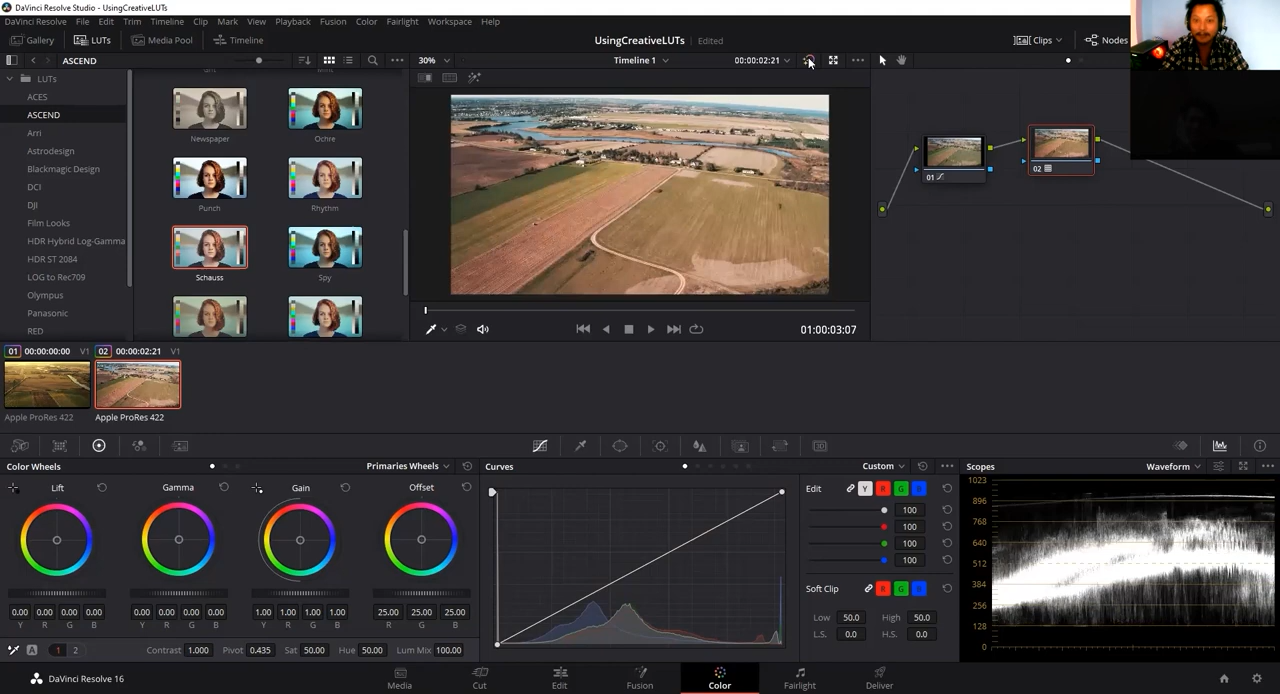 DaVinci Resolve Studio - UsingCreativeLUTs
DaVinci Resolve File Edit Trim Timeline Clip Mark View Playback Fusion Color Fairlight Workspace Help
Gallery LUTs Media Pool Timeline UsingCreativeLUTs Edited Clips Nodes
ASCEND 30% Timeline 1 00:00:02:21
LUTs
ACES
ASCEND
Arri
Astrodesign
Blackmagic Design
DCI
DJI
Film Looks
HDR Hybrid Log-Gamma
HDR ST 2084
LOG to Rec709
Olympus
Panasonic
RED
Newspaper Ochre
Punch Rhythm
Schauss Spy
01 02
01:00:03:07
01 00:00:00:00 V1 02 00:00:02:21 V1
Apple ProRes 422 Apple ProRes 422
Color Wheels Primaries Wheels Curves Custom Scopes Waveform
Lift Gamma Gain Offset
0.00 0.00 0.00 0.00 0.00 0.00 0.00 0.00 1.00 1.00 1.00 1.00 25.00 25.00 25.00
Y R G B Y R G B Y R G B R G B
Contrast 1.000 Pivot 0.435 Sat 50.00 Hue 50.00 Lum Mix 100.00
A 1 2
Edit Y R G B
100
100
100
100
Soft Clip R G B
Low 50.0 High 50.0
L.S. 0.0 H.S. 0.0
1023
896
768
640
512
384
256
128
0
DaVinci Resolve 16 Media Cut Edit Fusion Color Fairlight Deliver